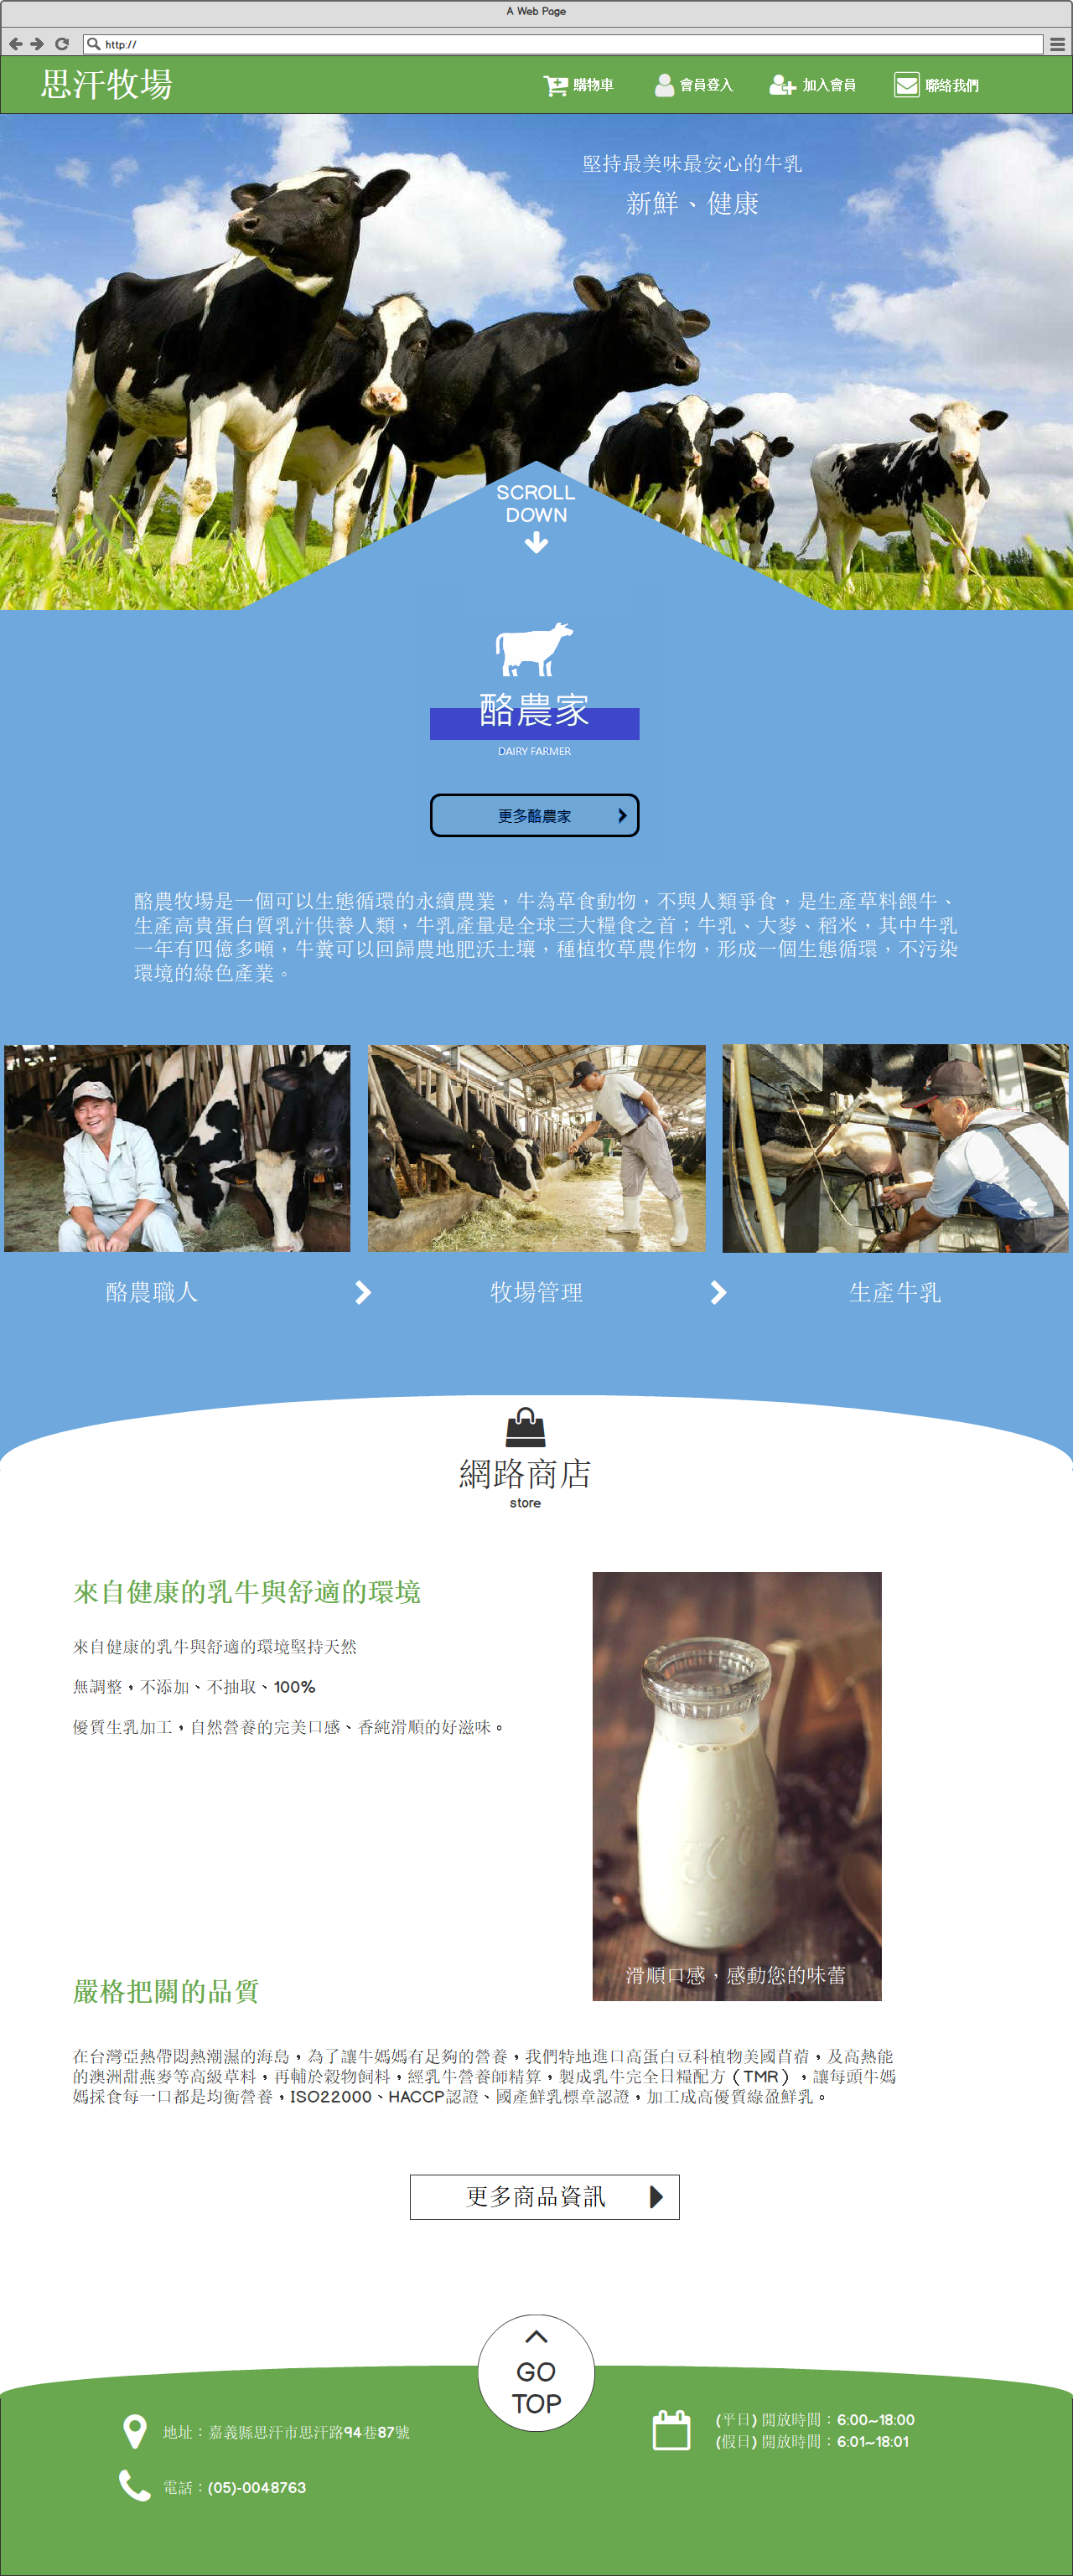 A Web Page
http://
思汗牧場
購物車
會員登入
加入會員
聯絡我們
堅持最美味最安心的牛乳
新鮮、健康
SCROLL
DOWN
酪農家
DAIRY FARMER
更多酪農家
酪農牧場是一個可以生態循環的永續農業，牛為草食動物，不與人類爭食，是生產草料餵牛、
生產高貴蛋白質乳汁供養人類，牛乳產量是全球三大糧食之首；牛乳、大麥、稻米，其中牛乳
一年有四億多噸，牛糞可以回歸農地肥沃土壤，種植牧草農作物，形成一個生態循環，不污染
環境的綠色產業。
酪農職人
牧場管理
生產牛乳
網路商店
store
來自健康的乳牛與舒適的環境
來自健康的乳牛與舒適的環境堅持天然
無調整，不添加、不抽取、100%
優質生乳加工，自然營養的完美口感、香純滑順的好滋味。
滑順口感，感動您的味蕾
嚴格把關的品質
在台灣亞熱帶悶熱潮濕的海島，為了讓牛媽媽有足夠的營養，我們特地進口高蛋白豆科植物美國苜蓿，及高熱能
的澳洲甜燕麥等高級草料，再輔於穀物飼料，經乳牛營養師精算，製成乳牛完全日糧配方（TMR），讓每頭牛媽
媽採食每一口都是均衡營養，ISO22000、HACCP認證、國產鮮乳標章認證，加工成高優質綠盈鮮乳。
更多商品資訊
GO
TOP
地址：嘉義縣思汗市思汗路94巷87號
電話：(05)-0048763
(平日) 開放時間：6:00~18:00
(假日) 開放時間：6:01~18:01